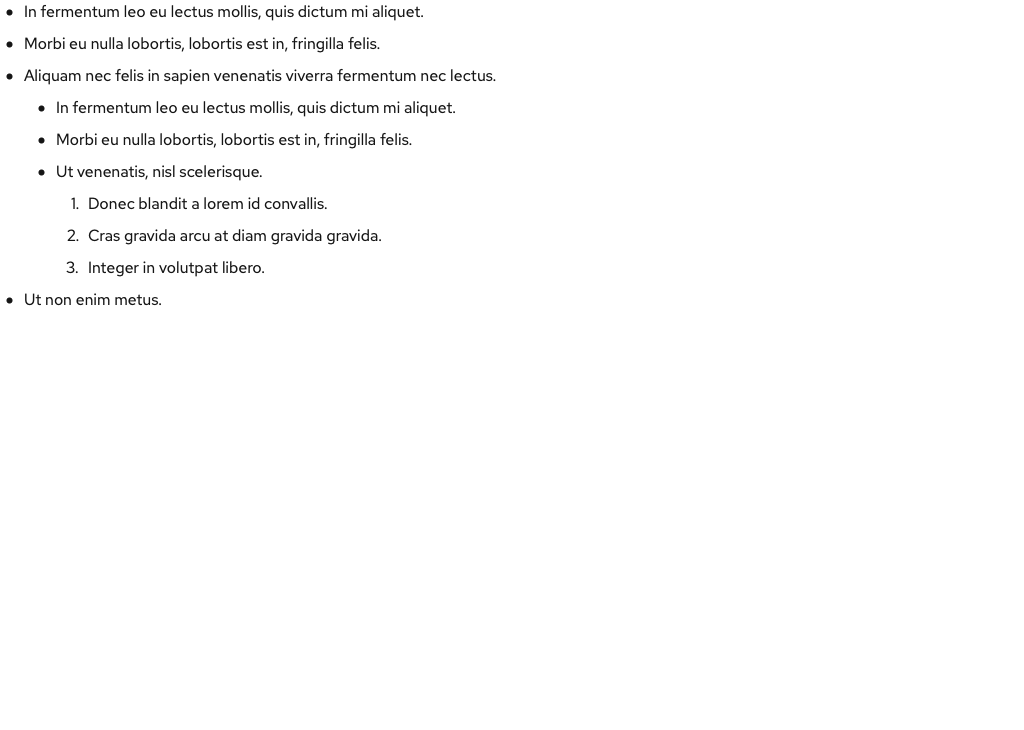 • In fermentum leo eu lectus mollis, quis dictum mi aliquet.
• Morbi eu nulla lobortis, lobortis est in, fringilla felis.
• Aliquam nec felis in sapien venenatis viverra fermentum nec lectus.
• In fermentum leo eu lectus mollis, quis dictum mi aliquet.
• Morbi eu nulla lobortis, lobortis est in, fringilla felis.
• Ut venenatis, nisl scelerisque.
1. Donec blandit a lorem id convallis.
2. Cras gravida arcu at diam gravida gravida.
3. Integer in volutpat libero.
• Ut non enim metus.